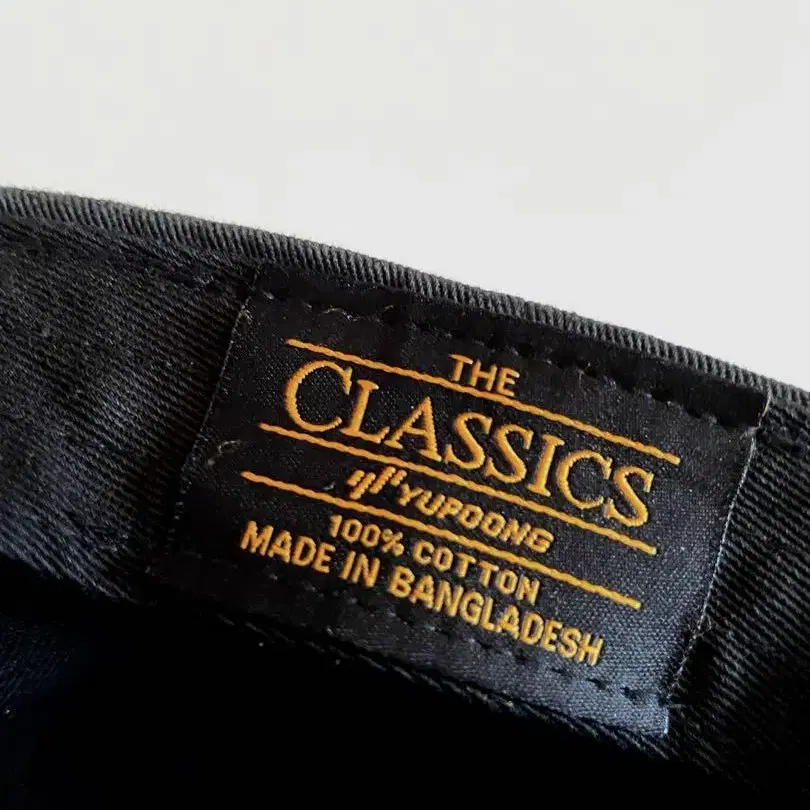 THE
CLASSICS
YUPOONG
100% COTTON
MADE IN BANGLADESH